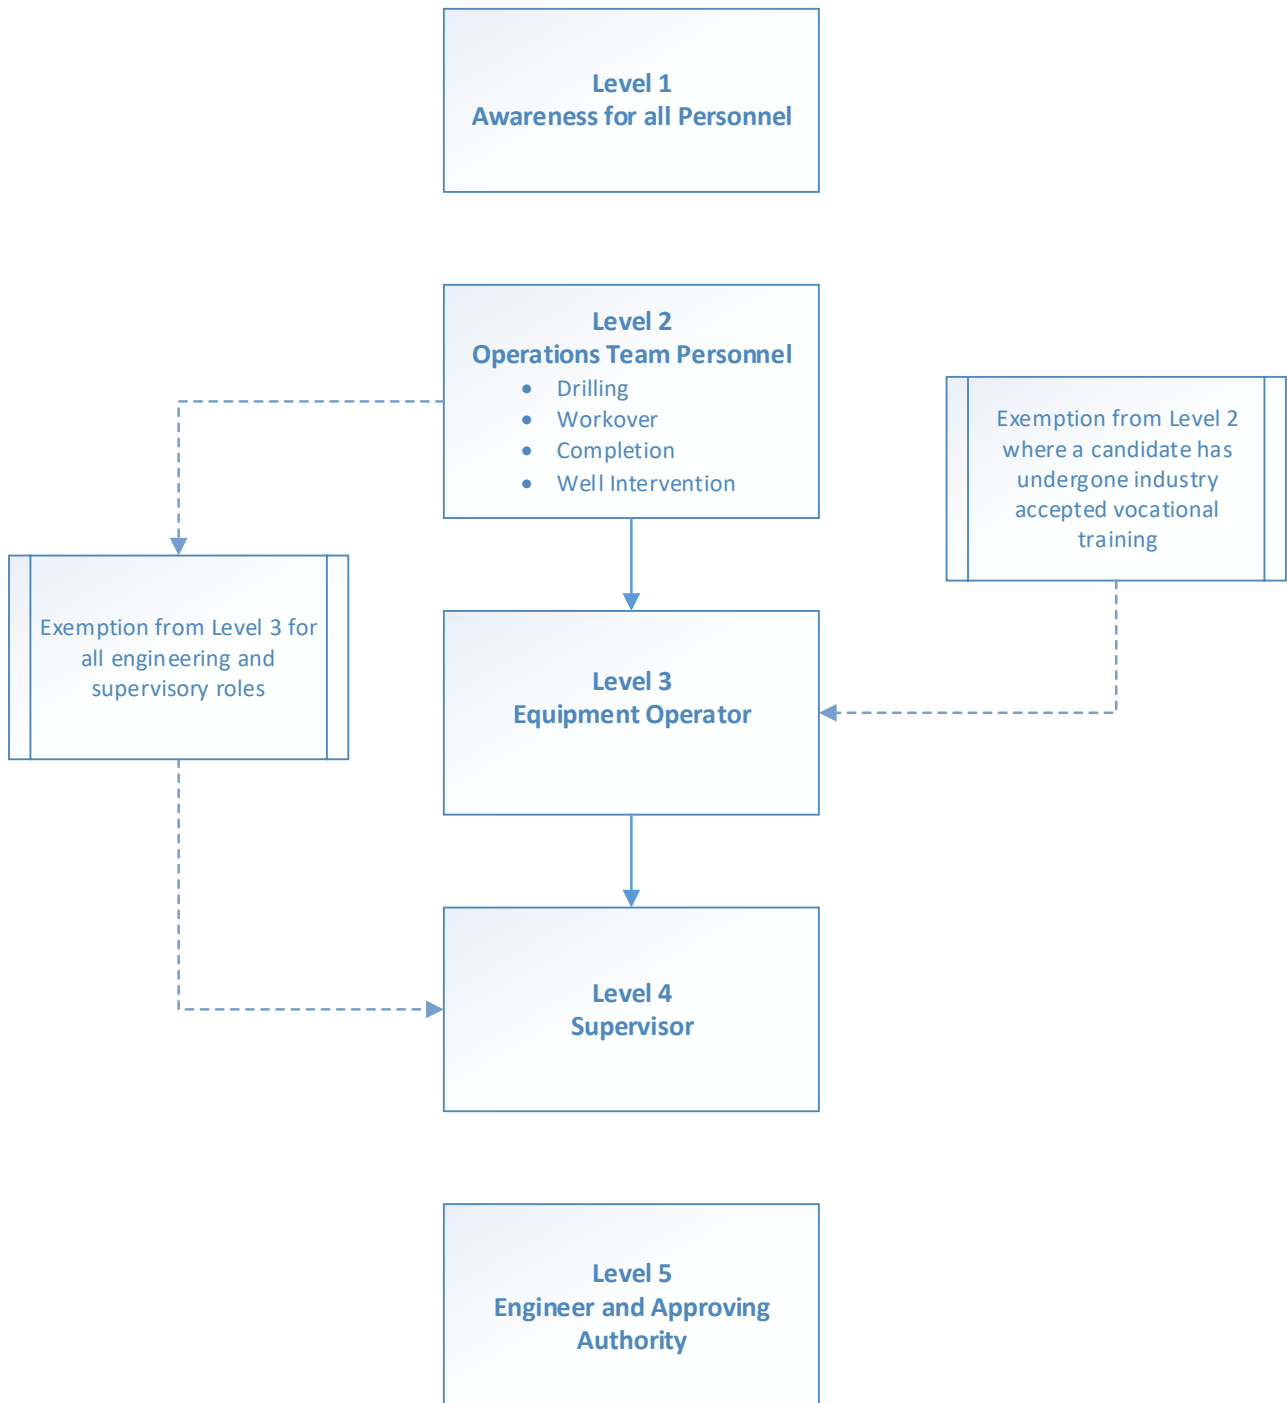 Level 1
Awareness for all Personnel
Level 2
Operations Team Personnel
• Drilling
• Workover
• Completion
• Well Intervention
Exemption from Level 2
where a candidate has
undergone industry
accepted vocational
training
Exemption from Level 3 for
all engineering and
supervisory roles
Level 3
Equipment Operator
Level 4
Supervisor
Level 5
Engineer and Approving
Authority